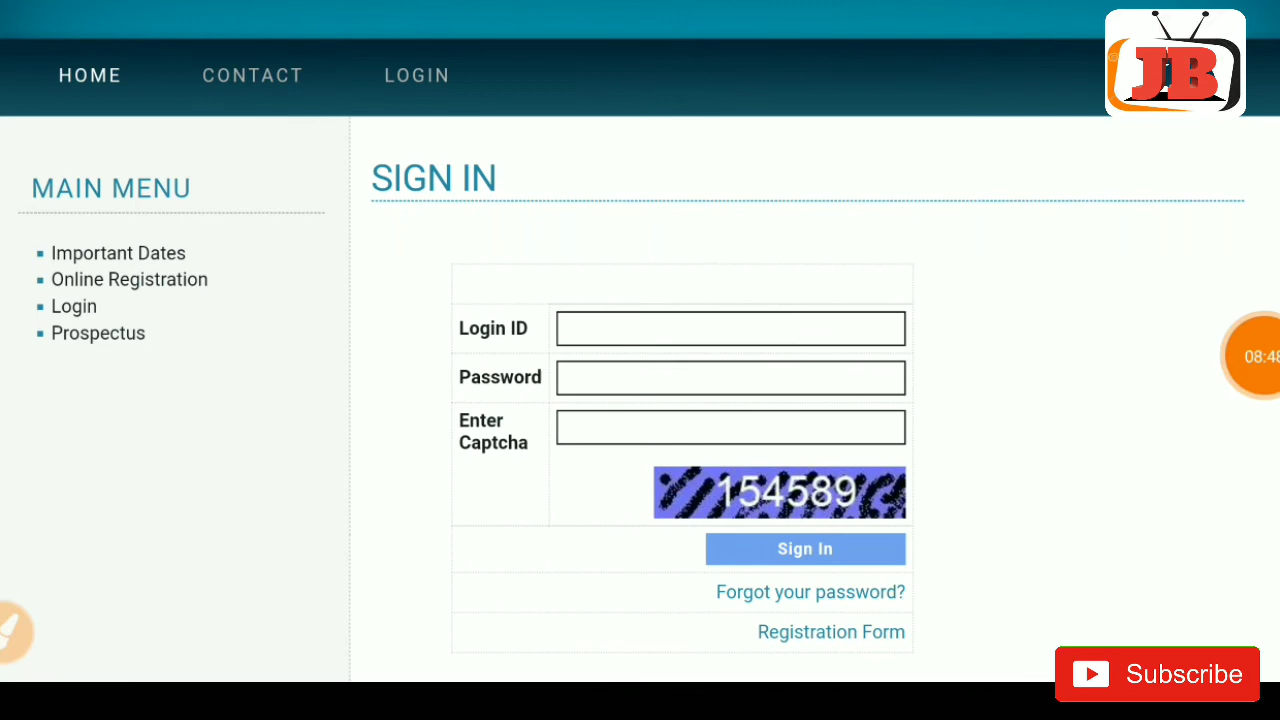 HOME CONTACT LOGIN
JB
MAIN MENU
Important Dates
Online Registration
Login
Prospectus
SIGN IN
Login ID
Password
Enter
Captcha
154589
Sign In
Forgot your password?
Registration Form
08:48
Subscribe